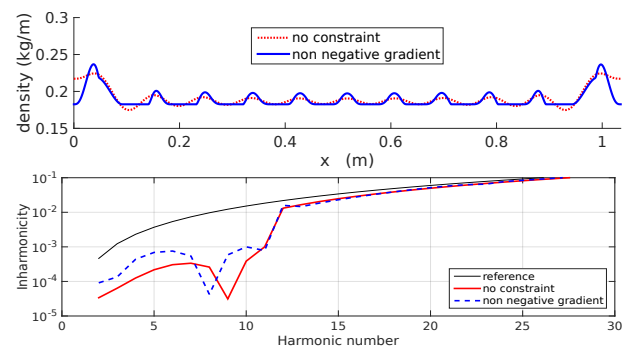 0.3
0.25
0.2
0.15
density (kg/m)
no constraint
non negative gradient
0 0.2 0.4 0.6 0.8 1
x (m)
10-1
10-2
10-3
10-4
10-5
Inharmonicity
reference
no constraint
non negative gradient
0 5 10 15 20 25 30
Harmonic number